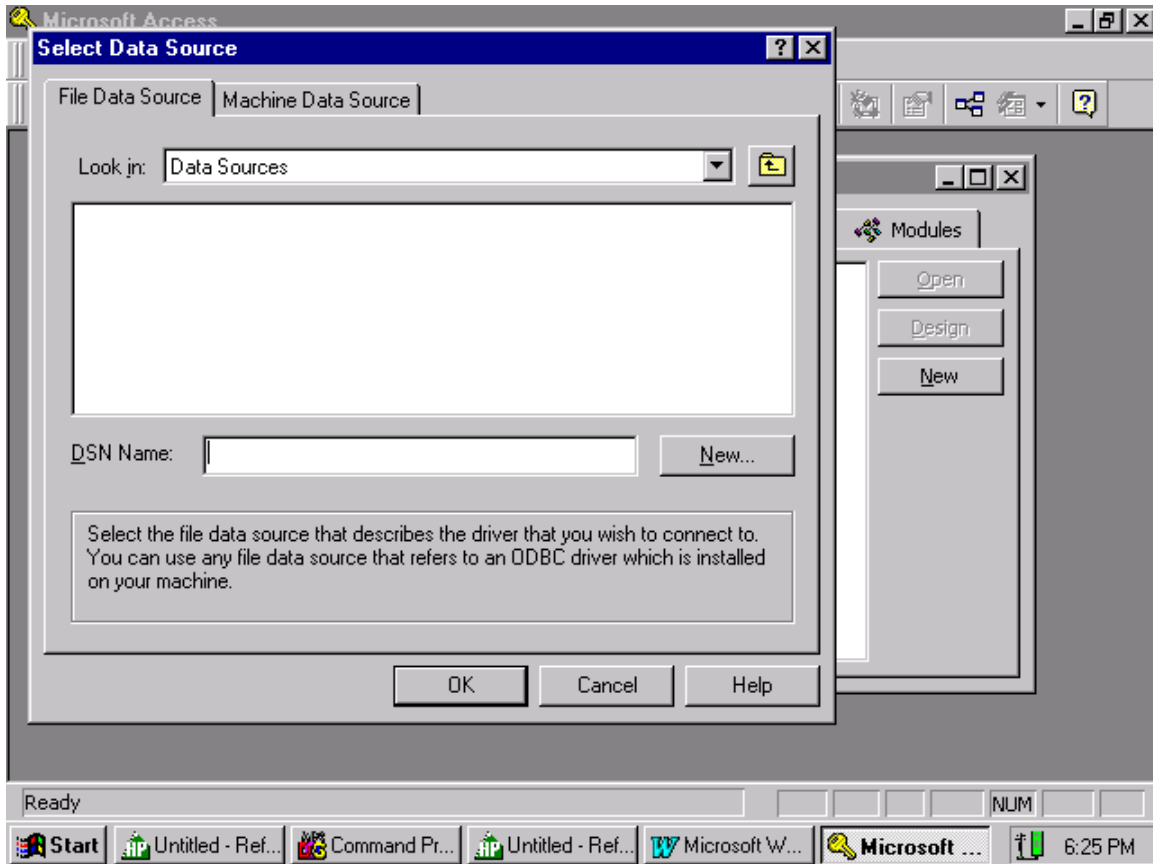 Microsoft Access
Select Data Source
File Data Source
Machine Data Source
Look in:
Data Sources
Modules
Open
Design
New
DSN Name:
New...
Select the file data source that describes the driver that you wish to connect to.
You can use any file data source that refers to an ODBC driver which is installed
on your machine.
OK
Cancel
Help
Ready
NUM
Start
Untitled - Ref...
Command Pr...
Untitled - Ref...
Microsoft W...
Microsoft ...
6:25 PM